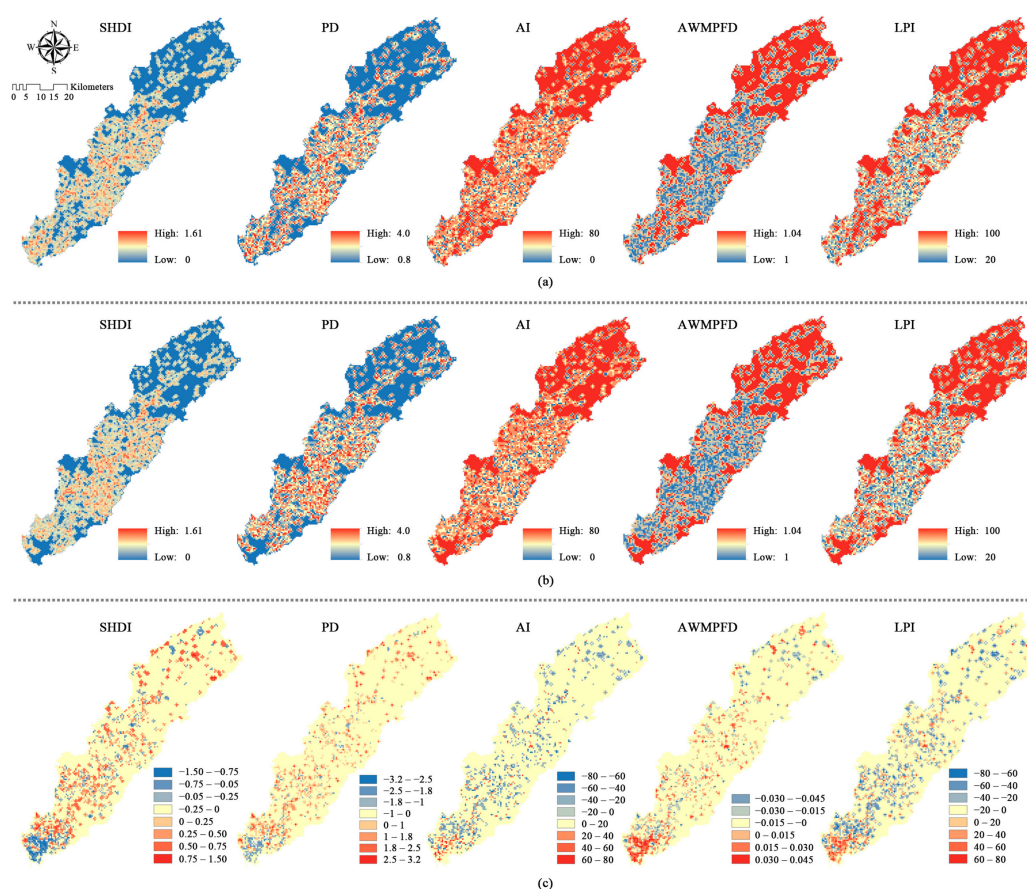 SHDI PD AI AWMPFD LPI
N
W E
S
Kilometers
0 5 10 15 20
High: 1.61 High: 4.0 High: 80 High: 1.04 High: 100
Low: 0 Low: 0.8 Low: 0 Low: 1 Low: 20
(a)
SHDI PD AI AWMPFD LPI
High: 1.61 High: 4.0 High: 80 High: 1.04 High: 100
Low: 0 Low: 0.8 Low: 0 Low: 1 Low: 20
(b)
SHDI PD AI AWMPFD LPI
−1.50 – −0.75
−0.75 – −0.05
−0.05 – −0.25
−0.25 – 0
0 – 0.25
0.25 – 0.50
0.50 – 0.75
0.75 – 1.50
−3.2 – −2.5
−2.5 – −1.8
−1.8 – −1
−1 – 0
0 – 1
1 – 1.8
1.8 – 2.5
2.5 – 3.2
−80 – −60
−60 – −40
−40 – −20
−20 – 0
0 – 20
20 – 40
40 – 60
60 – 80
−0.030 – −0.045
−0.030 – −0.015
−0.015 – −0
0 – 0.015
0.015 – 0.030
0.030 – 0.045
−80 – −60
−60 – −40
−40 – −20
−20 – 0
0 – 20
20 – 40
40 – 60
60 – 80
(c)